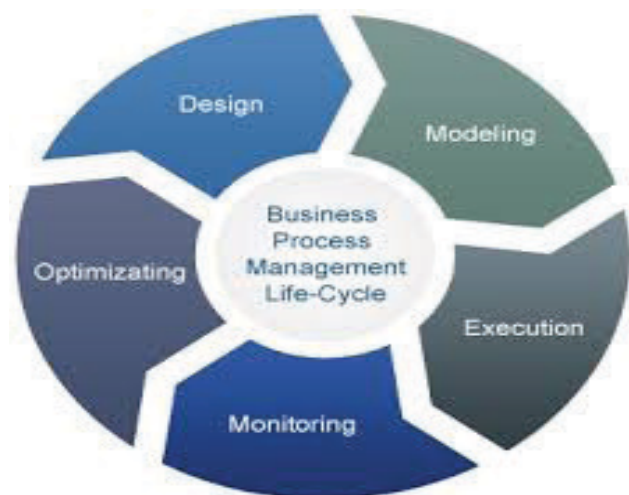 Design
Modeling
Business
Process
Management
Life-Cycle
Optimizating
Execution
Monitoring